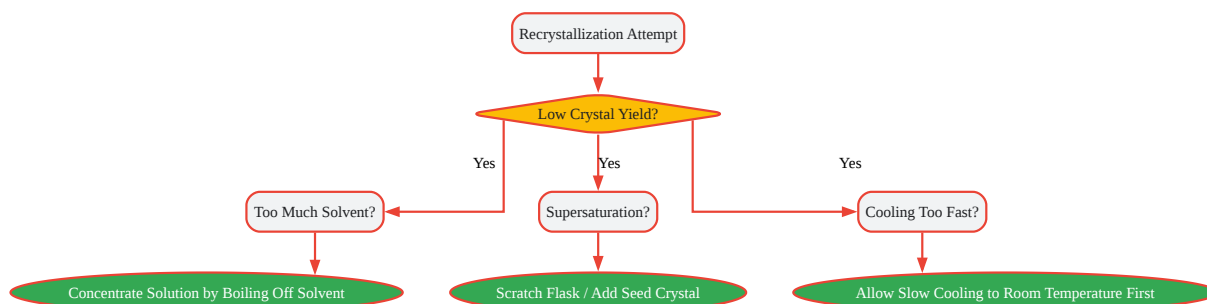 Recrystallization Attempt
Low Crystal Yield?
Yes
Yes
Yes
Too Much Solvent?
Supersaturation?
Cooling Too Fast?
Concentrate Solution by Boiling Off Solvent
Scratch Flask / Add Seed Crystal
Allow Slow Cooling to Room Temperature First